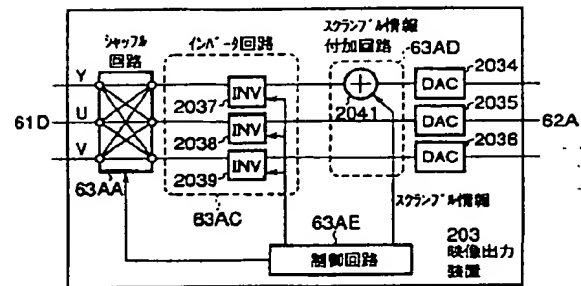 シャッフル
回路
インバータ回路
スクランブル情報
付加回路
63AD
Y
U
V
61D
2037
2038
2039
INV
INV
INV
2041
2034
2035
2036
DAC
DAC
DAC
62A
63AA
63AC
63AE
スクランブル情報
制御回路
203
映像出力
装置